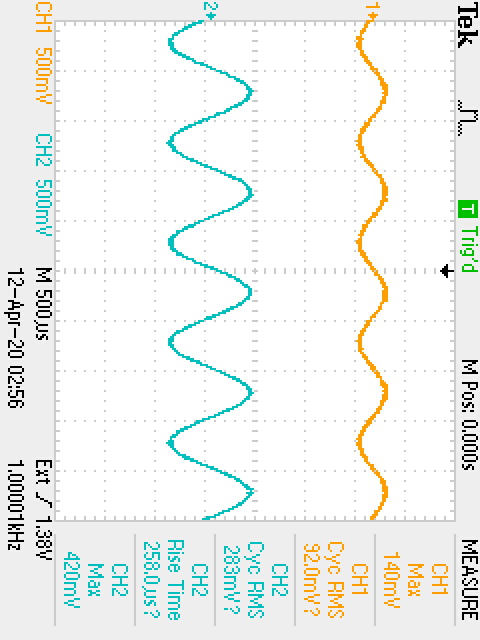 Tek T Trig'd M Pos: 0.000s MEASURE
CH1
Max
140mV
1
CH1
Cyc RMS
92.0mV?
CH2
Cyc RMS
283mV?
2
CH2
Rise Time
258.0µs?
CH2
Max
420mV
CH1 500mV CH2 500mV M 500µs Ext 1.38V
12-Apr-20 02:56 1.00001kHz